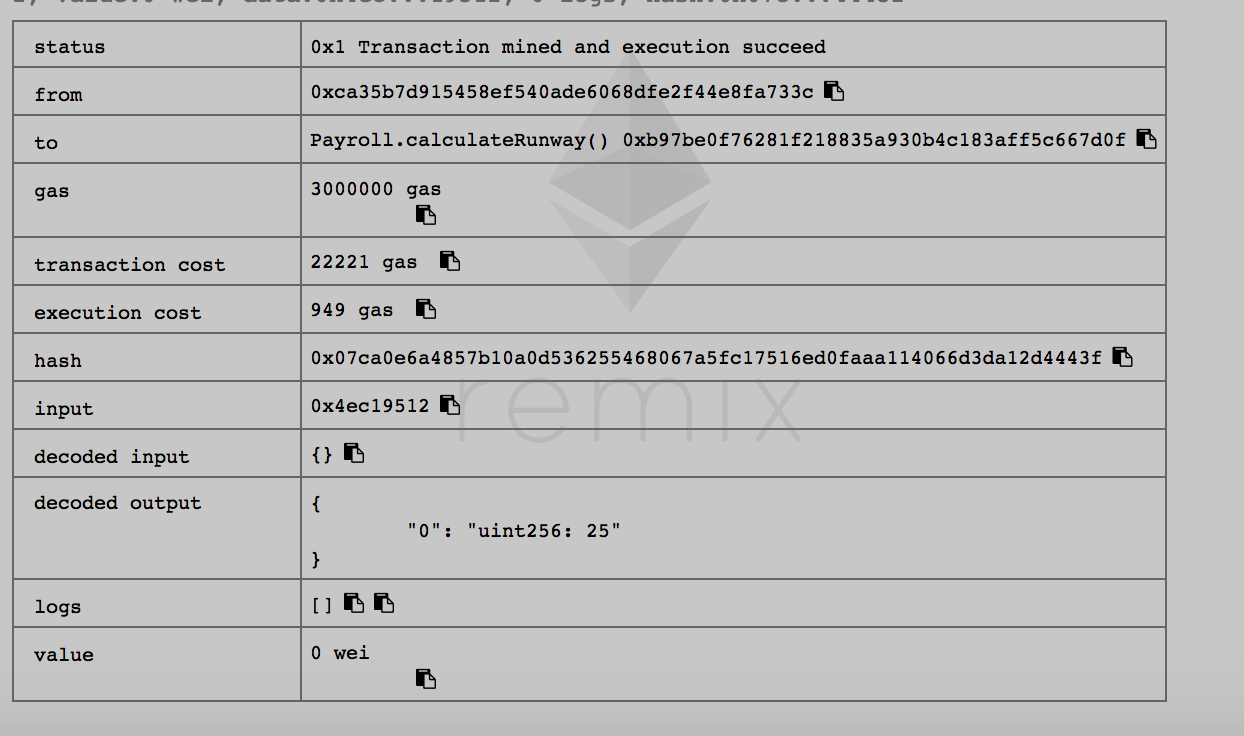 status 0x1 Transaction mined and execution succeed
from 0xca35b7d915458ef540ade6068dfe2f44e8fa733c
to Payroll.calculateRunway() 0xb97be0f76281f218835a930b4c183aff5c667d0f
gas 3000000 gas
transaction cost 22221 gas
execution cost 949 gas
hash 0x07ca0e6a4857b10a0d536255468067a5fc17516ed0faaa114066d3da12d4443f
input 0x4ec19512
decoded input {}
decoded output {
"0": "uint256: 25"
}
logs []
value 0 wei
remix